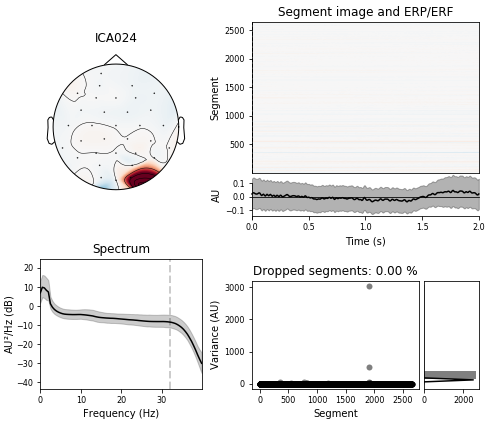 ICA024
Segment image and ERP/ERF
2500
2000
1500
1000
500
Segment
0.1
0.0
−0.1
AU
0.0 0.5 1.0 1.5 2.0
Time (s)
Spectrum
20
10
0
−10
−20
−30
−40
AU²/Hz (dB)
0 10 20 30
Frequency (Hz)
Dropped segments: 0.00 %
3000
2000
1000
0
Variance (AU)
0 500 1000 1500 2000 2500
Segment
0 2000